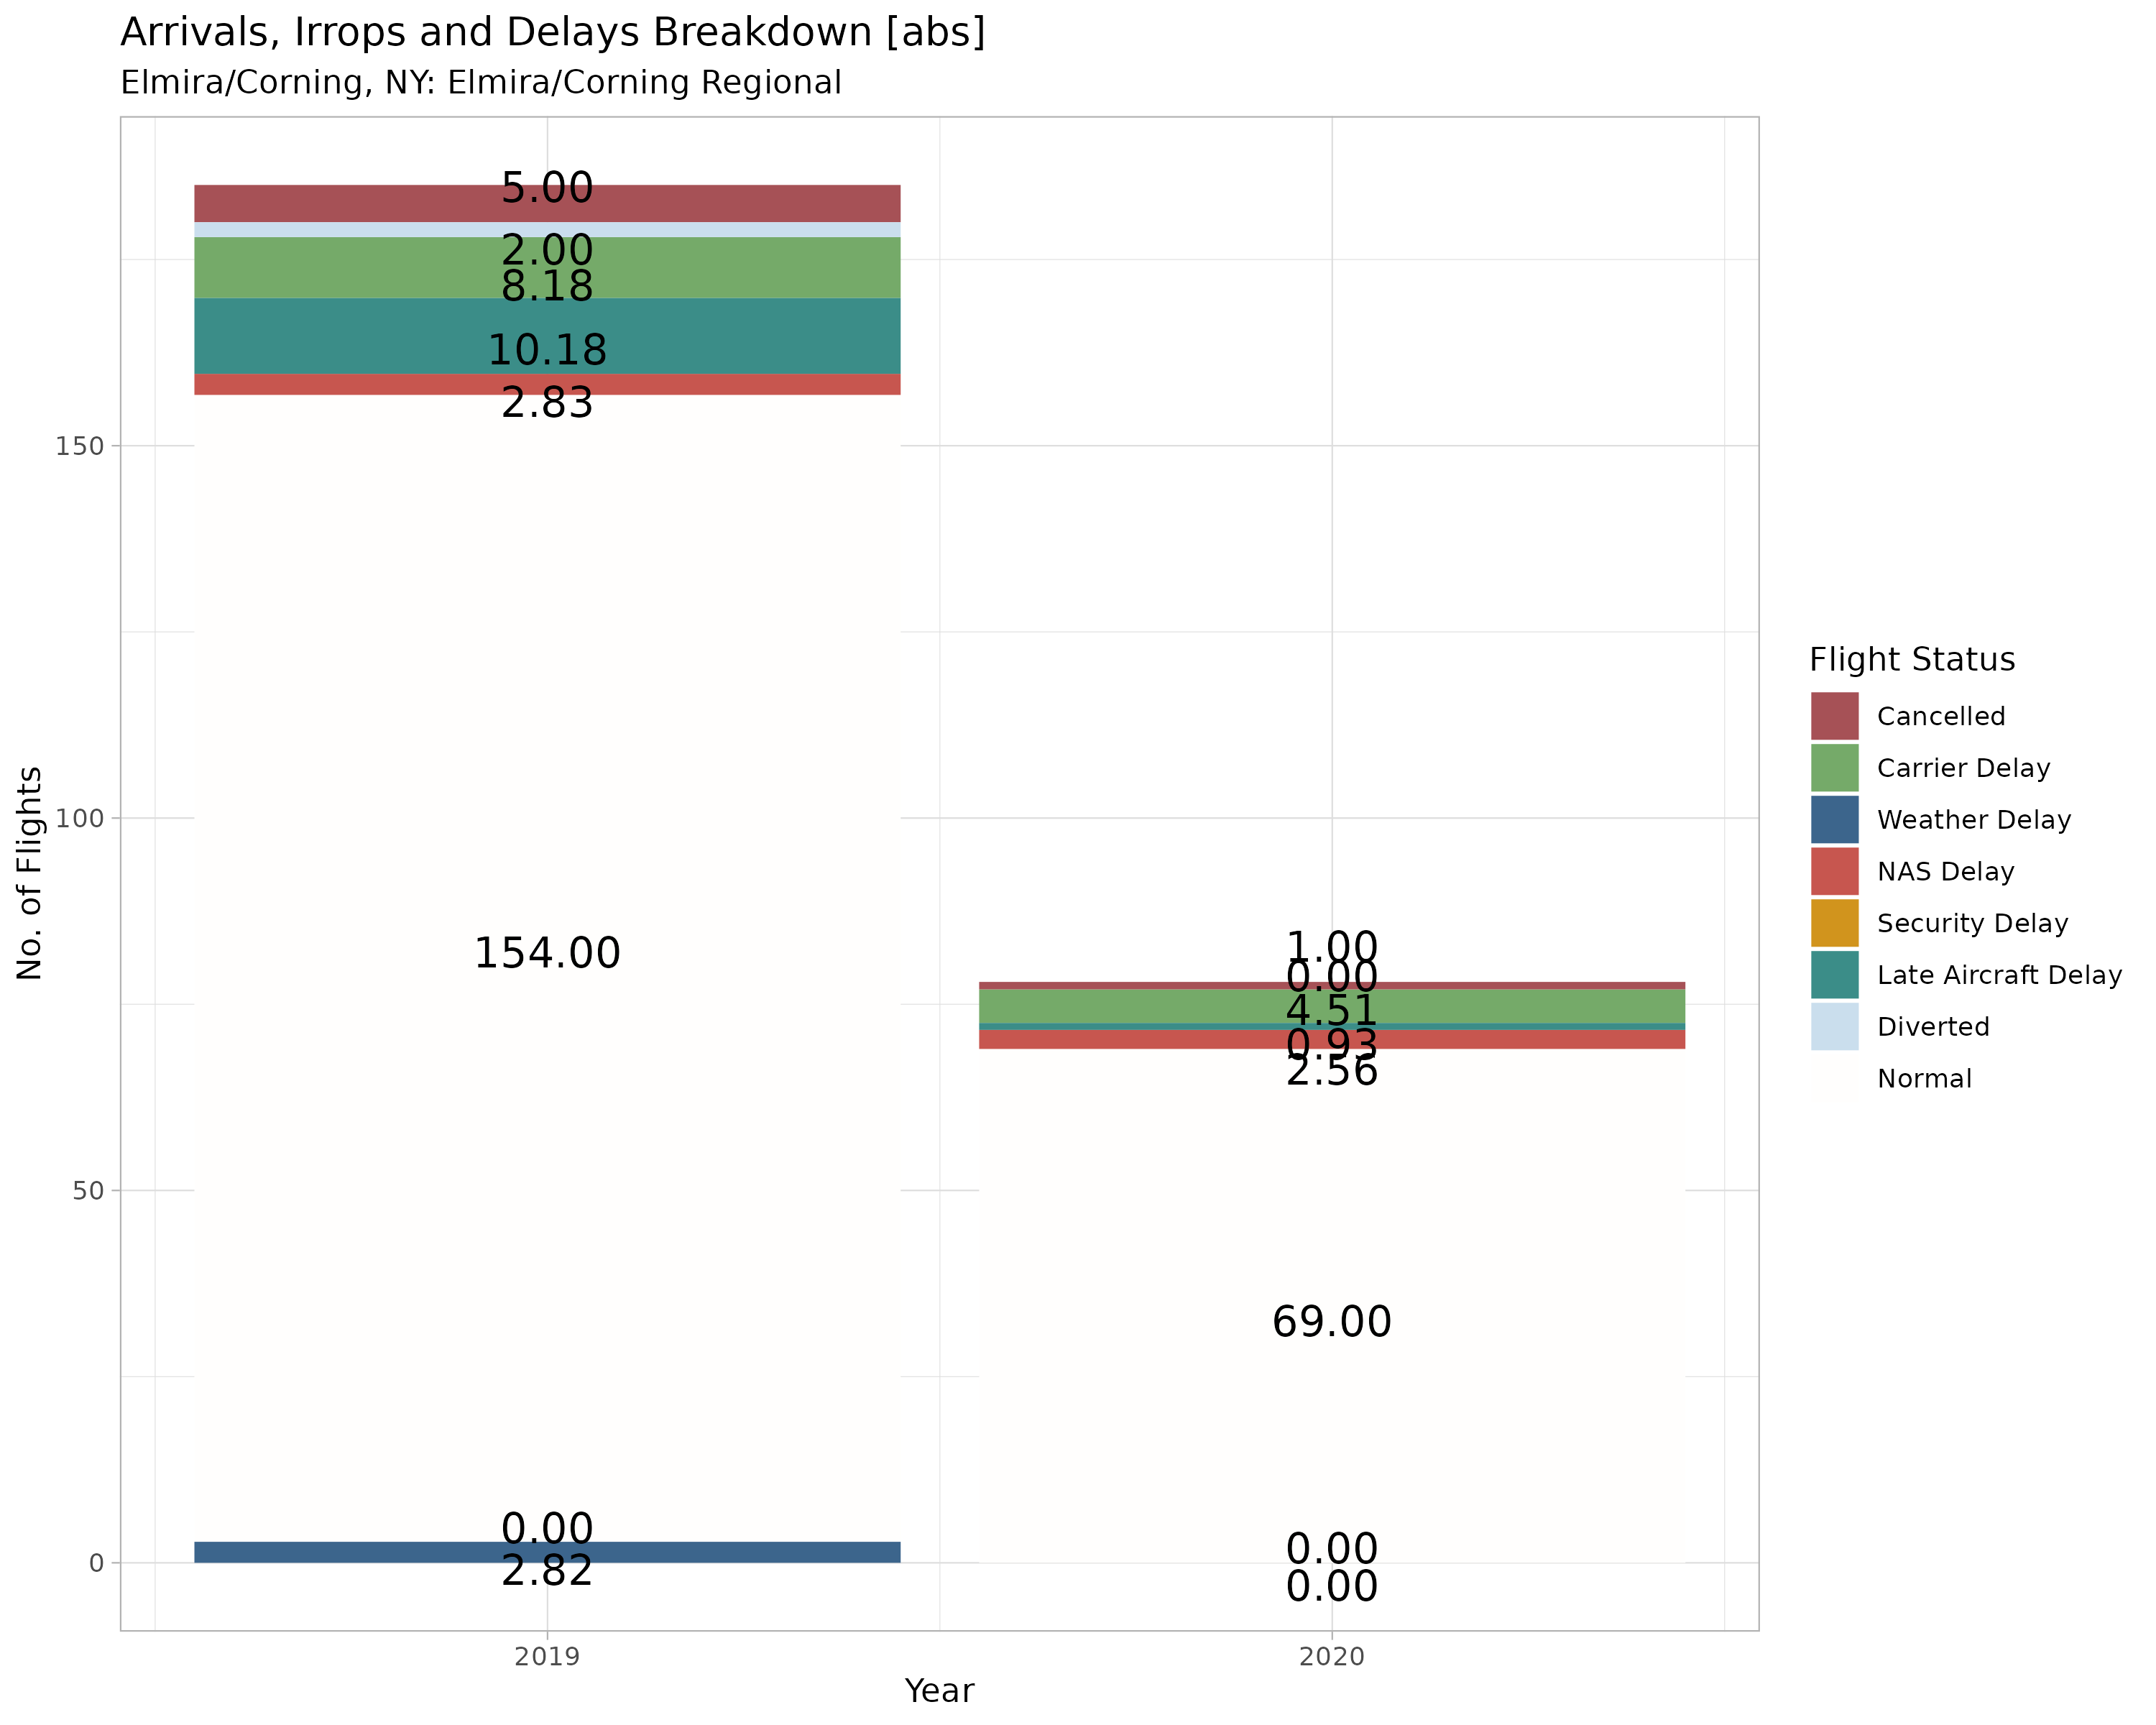 Arrivals, Irrops and Delays Breakdown [abs]
Elmira/Corning, NY: Elmira/Corning Regional
No. of Flights
150
100
50
0
5.00
2.00
8.18
10.18
2.83
154.00
0.00
2.82
1.00
0.00
4.51
0.93
2.56
69.00
0.00
0.00
2019
2020
Year
Flight Status
Cancelled
Carrier Delay
Weather Delay
NAS Delay
Security Delay
Late Aircraft Delay
Diverted
Normal